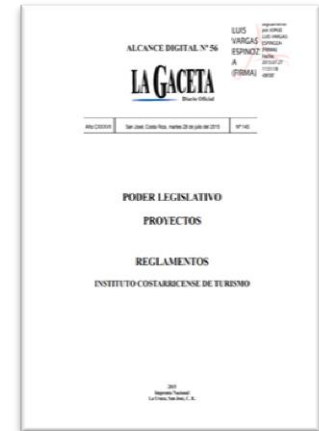 ALCANCE DIGITAL Nº 56
LUIS
VARGAS
ESPINOZ
A
(FIRMA)
LA GACETA
Diario Oficial
San José, Costa Rica, martes 28 de julio del 2015
PODER LEGISLATIVO
PROYECTOS
REGLAMENTOS
INSTITUTO COSTARRICENSE DE TURISMO
2015
Imprenta Nacional
La Uruca, San José, C. R.